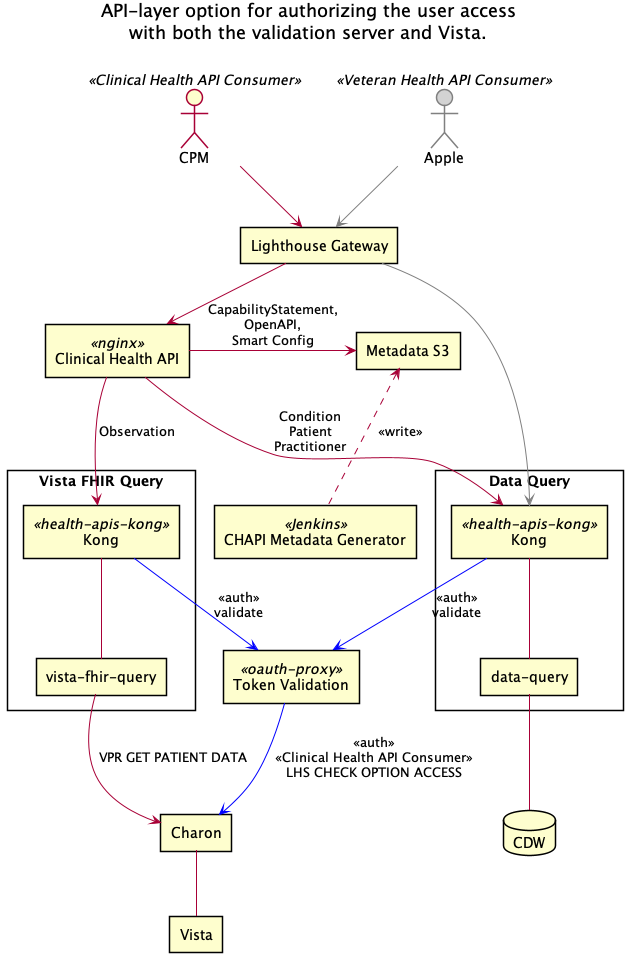 API-layer option for authorizing the user access
with both the validation server and Vista.
«Clinical Health API Consumer»
CPM
«Veteran Health API Consumer»
Apple
Lighthouse Gateway
CapabilityStatement,
OpenAPI,
Smart Config
«nginx»
Clinical Health API
Metadata S3
Observation
Condition
Patient
Practitioner
«write»
Vista FHIR Query
Data Query
«health-apis-kong»
Kong
«Jenkins»
CHAPI Metadata Generator
«health-apis-kong»
Kong
«auth»
validate
«auth»
validate
vista-fhir-query
«oauth-proxy»
Token Validation
data-query
VPR GET PATIENT DATA
«auth»
«Clinical Health API Consumer»
LHS CHECK OPTION ACCESS
Charon
CDW
Vista